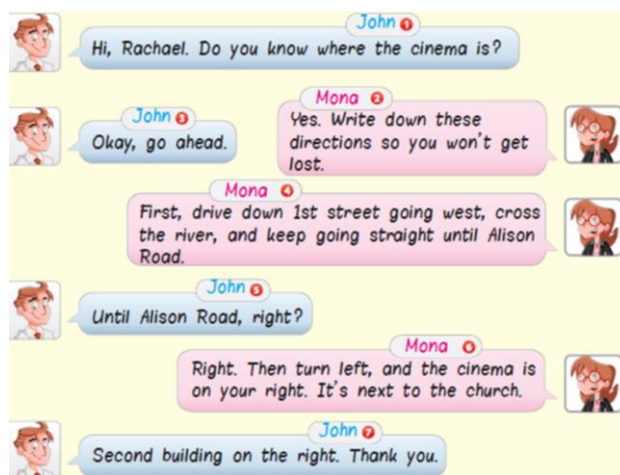 John 1
Hi, Rachael. Do you know where the cinema is?
Mona 2
Yes. Write down these
directions so you won't get
lost.
John 3
Okay, go ahead.
Mona 4
First, drive down 1st street going west, cross
the river, and keep going straight until Alison
Road.
John 5
Until Alison Road, right?
Mona 6
Right. Then turn left, and the cinema is
on your right. It's next to the church.
John 7
Second building on the right. Thank you.